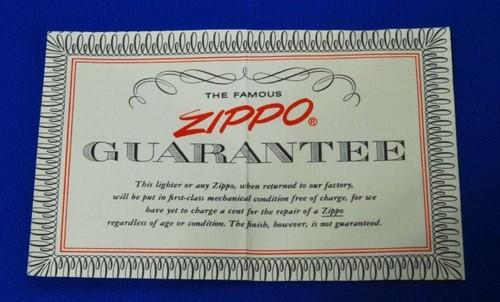 THE FAMOUS
ZIPPO®
GUARANTEE
This lighter or any Zippo, when returned to our factory,
will be put in first-class mechanical condition free of charge, for we
have yet to charge a cent for the repair of a Zippo
regardless of age or condition. The finish, however, is not guaranteed.